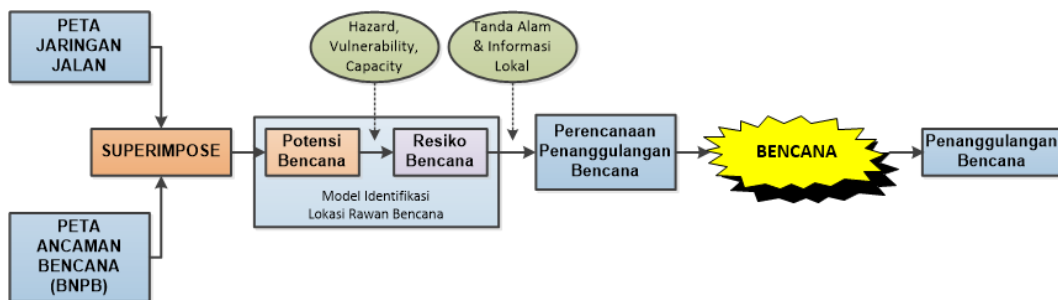 PETA
JARINGAN
JALAN
Hazard,
Vulnerability,
Capacity
Tanda Alam
& Informasi
Lokal
SUPERIMPOSE
Potensi
Bencana
Resiko
Bencana
Model Identifikasi
Lokasi Rawan Bencana
Perencanaan
Penanggulangan
Bencana
BENCANA
Penanggulangan
Bencana
PETA
ANCAMAN
BENCANA
(BNPB)